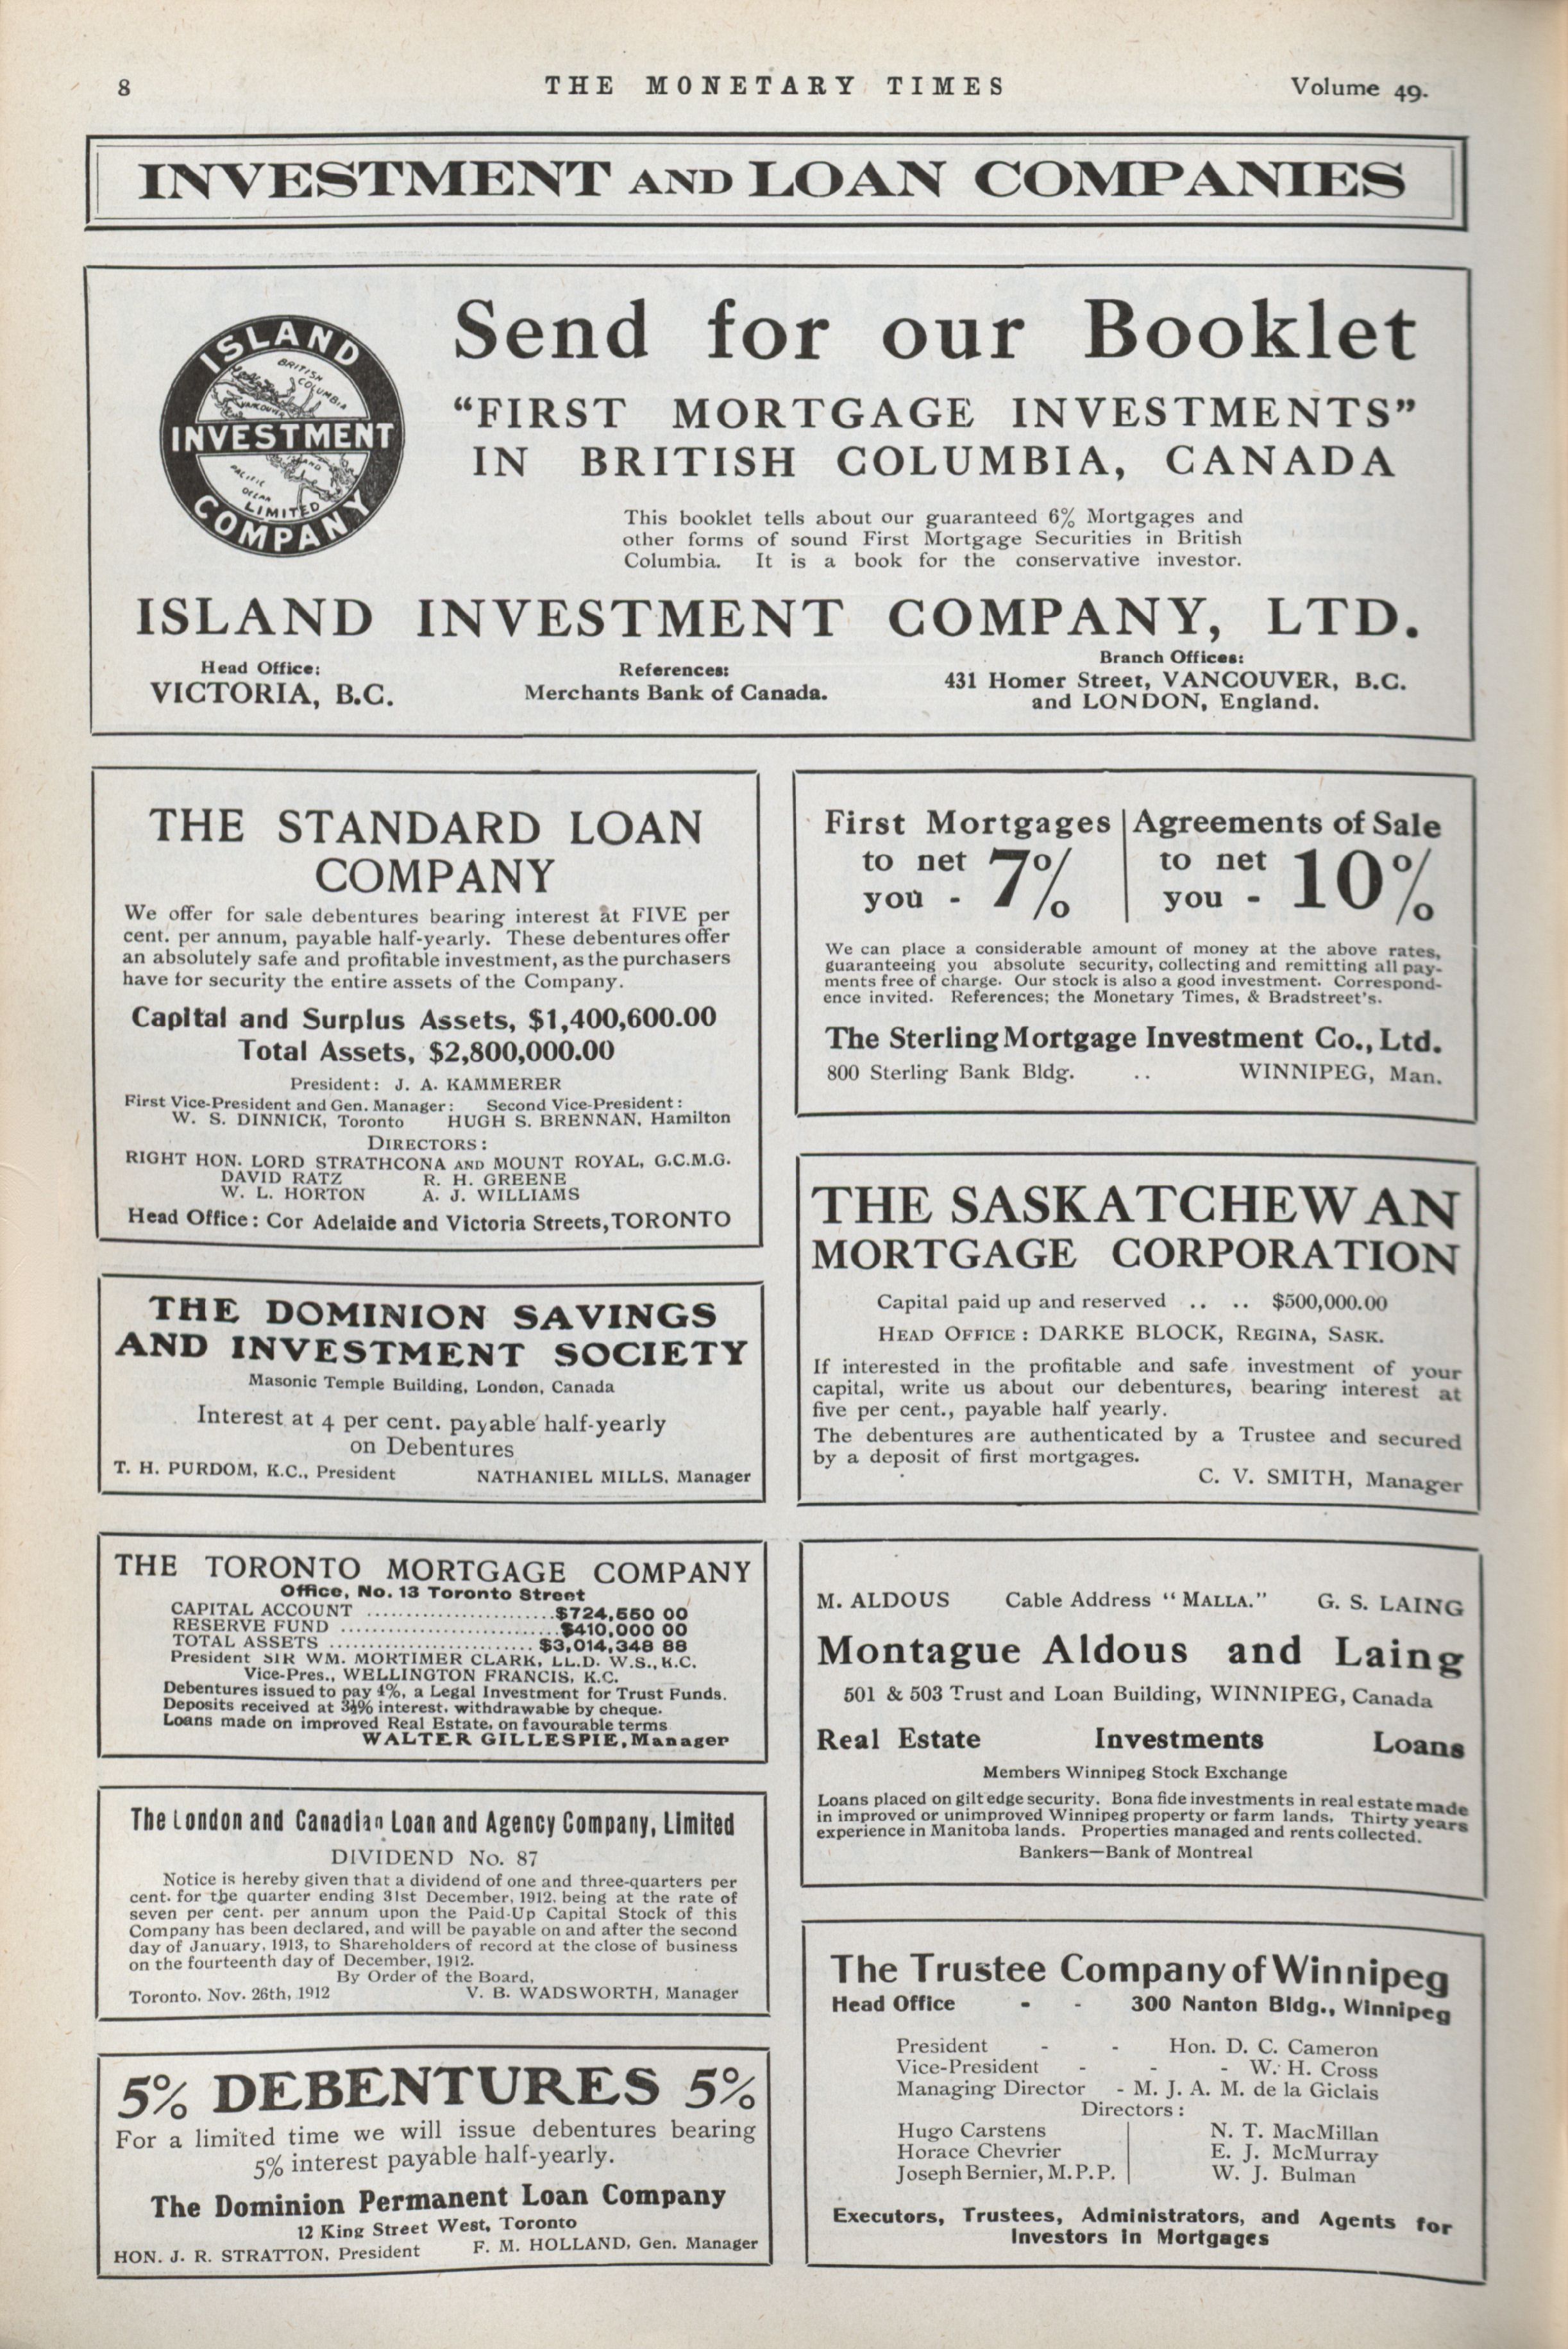 8
THE MONETARY TIMES
Volume 49.
INVESTMENT AND LOAN COMPANIES
ISLAND
BRITISH
COLUMBIA
VANCOUVER
INVESTMENT
ISLAND
PACIFIC
OCEAN
LIMITED
COMPANY
Send for our Booklet
“FIRST MORTGAGE INVESTMENTS”
IN BRITISH COLUMBIA, CANADA
This booklet tells about our guaranteed 6% Mortgages and
other forms of sound First Mortgage Securities in British
Columbia. It is a book for the conservative investor.
ISLAND INVESTMENT COMPANY, LTD.
Head Office:
VICTORIA, B.C.
References:
Merchants Bank of Canada.
Branch Offices:
431 Homer Street, VANCOUVER, B.C.
and LONDON, England.
THE STANDARD LOAN
COMPANY
We offer for sale debentures bearing interest at FIVE per
cent. per annum, payable half-yearly. These debentures offer
an absolutely safe and profitable investment, as the purchasers
have for security the entire assets of the Company.
Capital and Surplus Assets, $1,400,600.00
Total Assets, $2,800,000.00
President: J. A. KAMMERER
First Vice-President and Gen. Manager: Second Vice-President:
W. S. DINNICK, Toronto HUGH S. BRENNAN, Hamilton
DIRECTORS:
RIGHT HON. LORD STRATHCONA AND MOUNT ROYAL, G.C.M.G.
DAVID RATZ R. H. GREENE
W. L. HORTON A. J. WILLIAMS
Head Office: Cor Adelaide and Victoria Streets, TORONTO
THE DOMINION SAVINGS
AND INVESTMENT SOCIETY
Masonic Temple Building, London, Canada
Interest at 4 per cent. payable half-yearly
on Debentures
T. H. PURDOM, K.C., President NATHANIEL MILLS, Manager
THE TORONTO MORTGAGE COMPANY
Office, No. 13 Toronto Street
CAPITAL ACCOUNT ........................ $724,550 00
RESERVE FUND ............................ $410,000 00
TOTAL ASSETS .......................... $3,014,348 88
President SIR WM. MORTIMER CLARK, LL.D. W.S., K.C.
Vice-Pres., WELLINGTON FRANCIS, K.C.
Debentures issued to pay 4%, a Legal Investment for Trust Funds.
Deposits received at 3½% interest, withdrawable by cheque.
Loans made on improved Real Estate, on favourable terms
WALTER GILLESPIE, Manager
The London and Canadian Loan and Agency Company, Limited
DIVIDEND No. 87
Notice is hereby given that a dividend of one and three-quarters per
cent. for the quarter ending 31st December, 1912. being at the rate of
seven per cent. per annum upon the Paid-Up Capital Stock of this
Company has been declared, and will be payable on and after the second
day of January, 1913, to Shareholders of record at the close of business
on the fourteenth day of December, 1912.
By Order of the Board,
Toronto, Nov. 26th, 1912 V. B. WADSWORTH, Manager
5% DEBENTURES 5%
For a limited time we will issue debentures bearing
5% interest payable half-yearly.
The Dominion Permanent Loan Company
12 King Street West, Toronto
HON. J. R. STRATTON, President F. M. HOLLAND, Gen. Manager
First Mortgages
to net
you - 7%
Agreements of Sale
to net
you - 10%
We can place a considerable amount of money at the above rates,
guaranteeing you absolute security, collecting and remitting all pay-
ments free of charge. Our stock is also a good investment. Correspond-
ence invited. References; the Monetary Times, & Bradstreet's.
The Sterling Mortgage Investment Co., Ltd.
800 Sterling Bank Bldg. .. WINNIPEG, Man.
THE SASKATCHEWAN
MORTGAGE CORPORATION
Capital paid up and reserved .. .. $500,000.00
HEAD OFFICE: DARKE BLOCK, REGINA, SASK.
If interested in the profitable and safe investment of your
capital, write us about our debentures, bearing interest at
five per cent., payable half yearly.
The debentures are authenticated by a Trustee and secured
by a deposit of first mortgages.
C. V. SMITH, Manager
M. ALDOUS Cable Address “MALLA.” G. S. LAING
Montague Aldous and Laing
501 & 503 Trust and Loan Building, WINNIPEG, Canada
Real Estate Investments Loans
Members Winnipeg Stock Exchange
Loans placed on gilt edge security. Bona fide investments in real estate made
in improved or unimproved Winnipeg property or farm lands. Thirty years
experience in Manitoba lands. Properties managed and rents collected.
Bankers—Bank of Montreal
The Trustee Company of Winnipeg
Head Office - - 300 Nanton Bldg., Winnipeg
President - - Hon. D. C. Cameron
Vice-President - - - W. H. Cross
Managing Director - M. J. A. M. de la Giclais
Directors:
Hugo Carstens N. T. MacMillan
Horace Chevrier E. J. McMurray
Joseph Bernier, M.P.P. W. J. Bulman
Executors, Trustees, Administrators, and Agents for
Investors in Mortgages